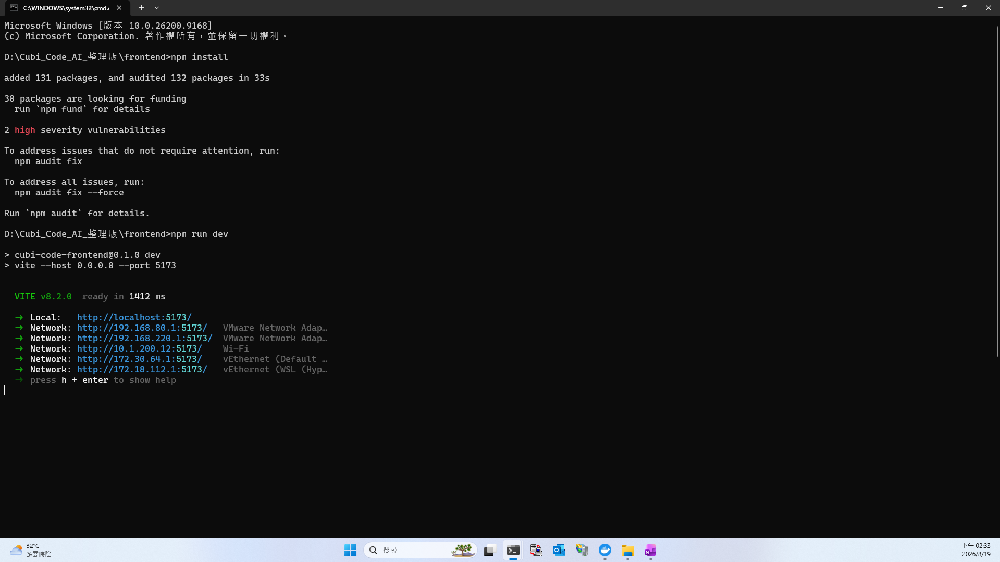 C:\WINDOWS\system32\cmd.
Microsoft Windows [版本 10.0.26200.9168]
(c) Microsoft Corporation. 著作權所有，並保留一切權利。
D:\Cubi_Code_AI_整理版\frontend>npm install
added 131 packages, and audited 132 packages in 33s
30 packages are looking for funding
run `npm fund` for details
2 high severity vulnerabilities
To address issues that do not require attention, run:
npm audit fix
To address all issues, run:
npm audit fix --force
Run `npm audit` for details.
D:\Cubi_Code_AI_整理版\frontend>npm run dev
> cubi-code-frontend@0.1.0 dev
> vite --host 0.0.0.0 --port 5173
VITE v8.2.0 ready in 1412 ms
→ Local: http://localhost:5173/
→ Network: http://192.168.80.1:5173/ VMware Network Adap…
→ Network: http://192.168.220.1:5173/ VMware Network Adap…
→ Network: http://10.1.200.12:5173/ Wi-Fi
→ Network: http://172.30.64.1:5173/ vEthernet (Default …
→ Network: http://172.18.112.1:5173/ vEthernet (WSL (Hyp…
→ press h + enter to show help
32°C
多雲時陰
搜尋
下午 02:33
2026/8/19